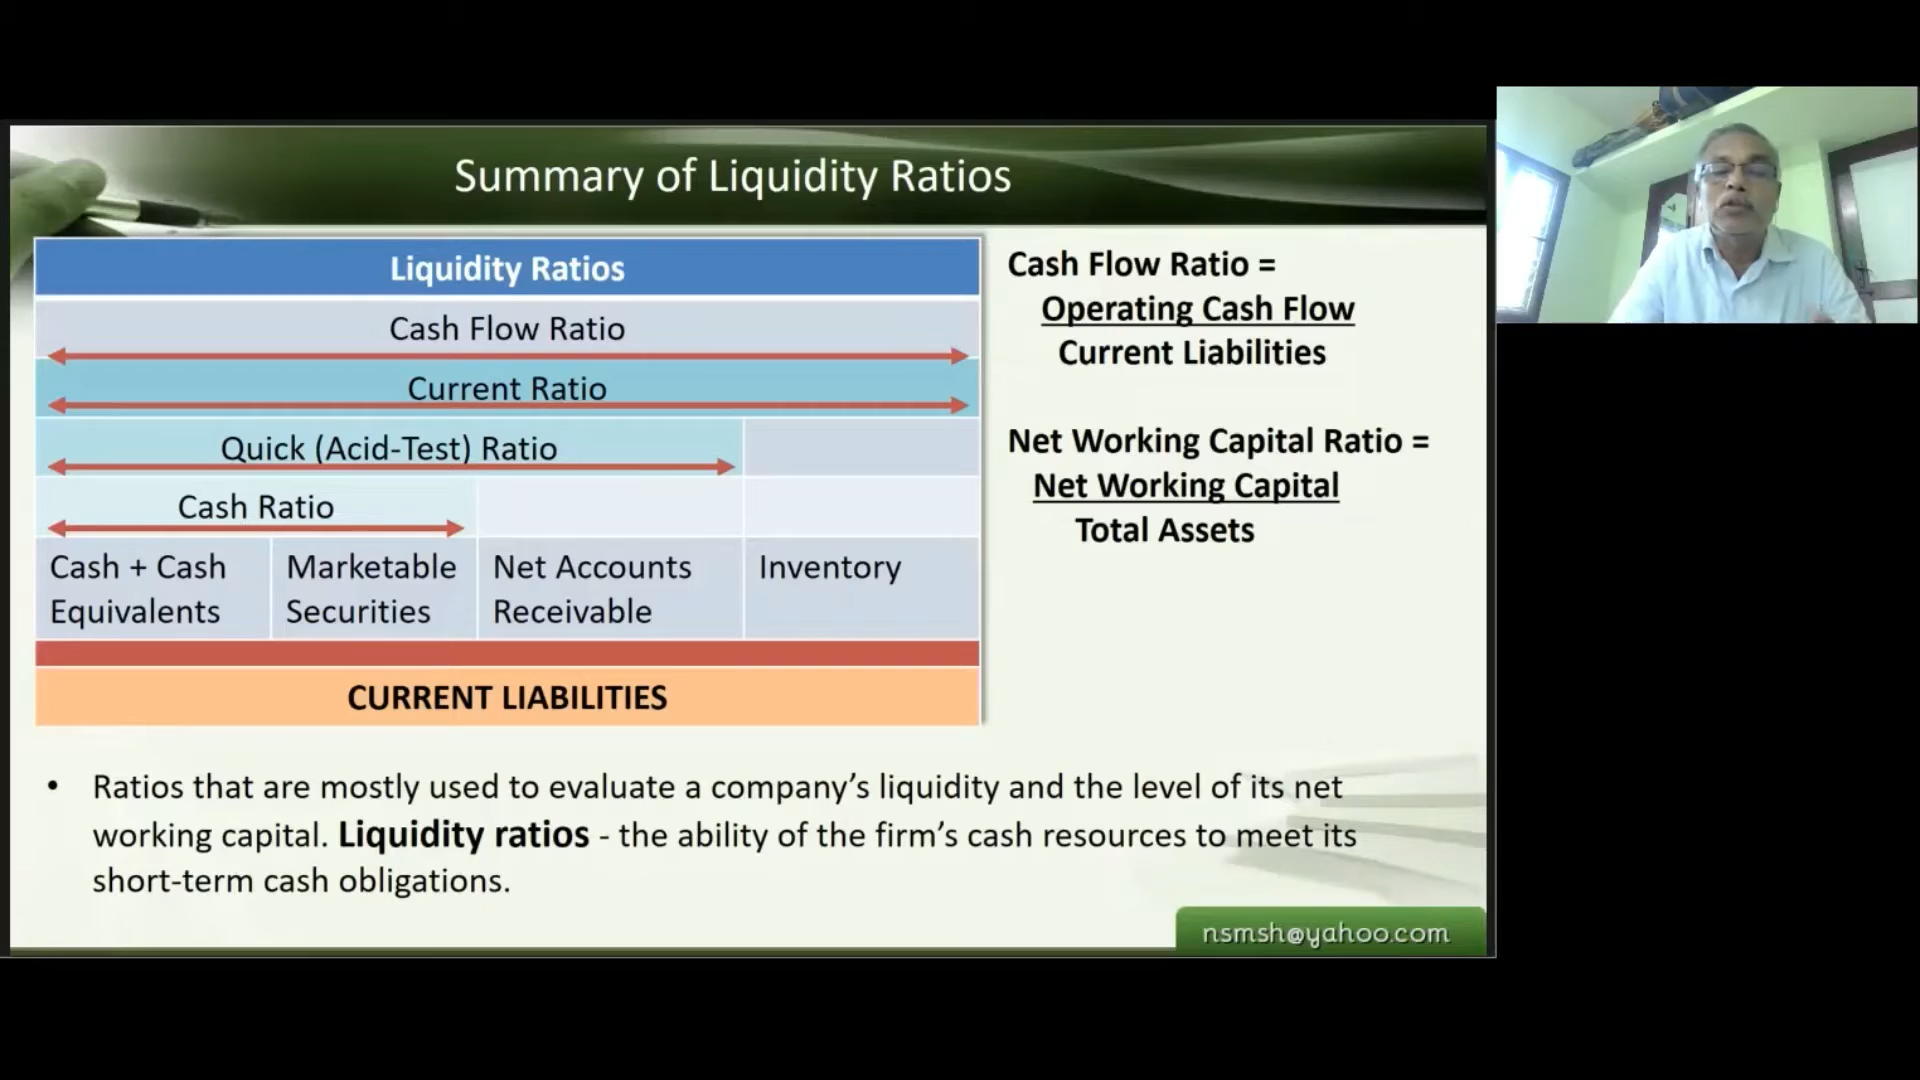 Summary of Liquidity Ratios
Liquidity Ratios
Cash Flow Ratio
Current Ratio
Quick (Acid-Test) Ratio
Cash Ratio
Cash + Cash
Equivalents
Marketable
Securities
Net Accounts
Receivable
Inventory
CURRENT LIABILITIES
Cash Flow Ratio =
Operating Cash Flow
Current Liabilities
Net Working Capital Ratio =
Net Working Capital
Total Assets
• Ratios that are mostly used to evaluate a company’s liquidity and the level of its net
working capital. Liquidity ratios - the ability of the firm’s cash resources to meet its
short-term cash obligations.
nsmsh@yahoo.com